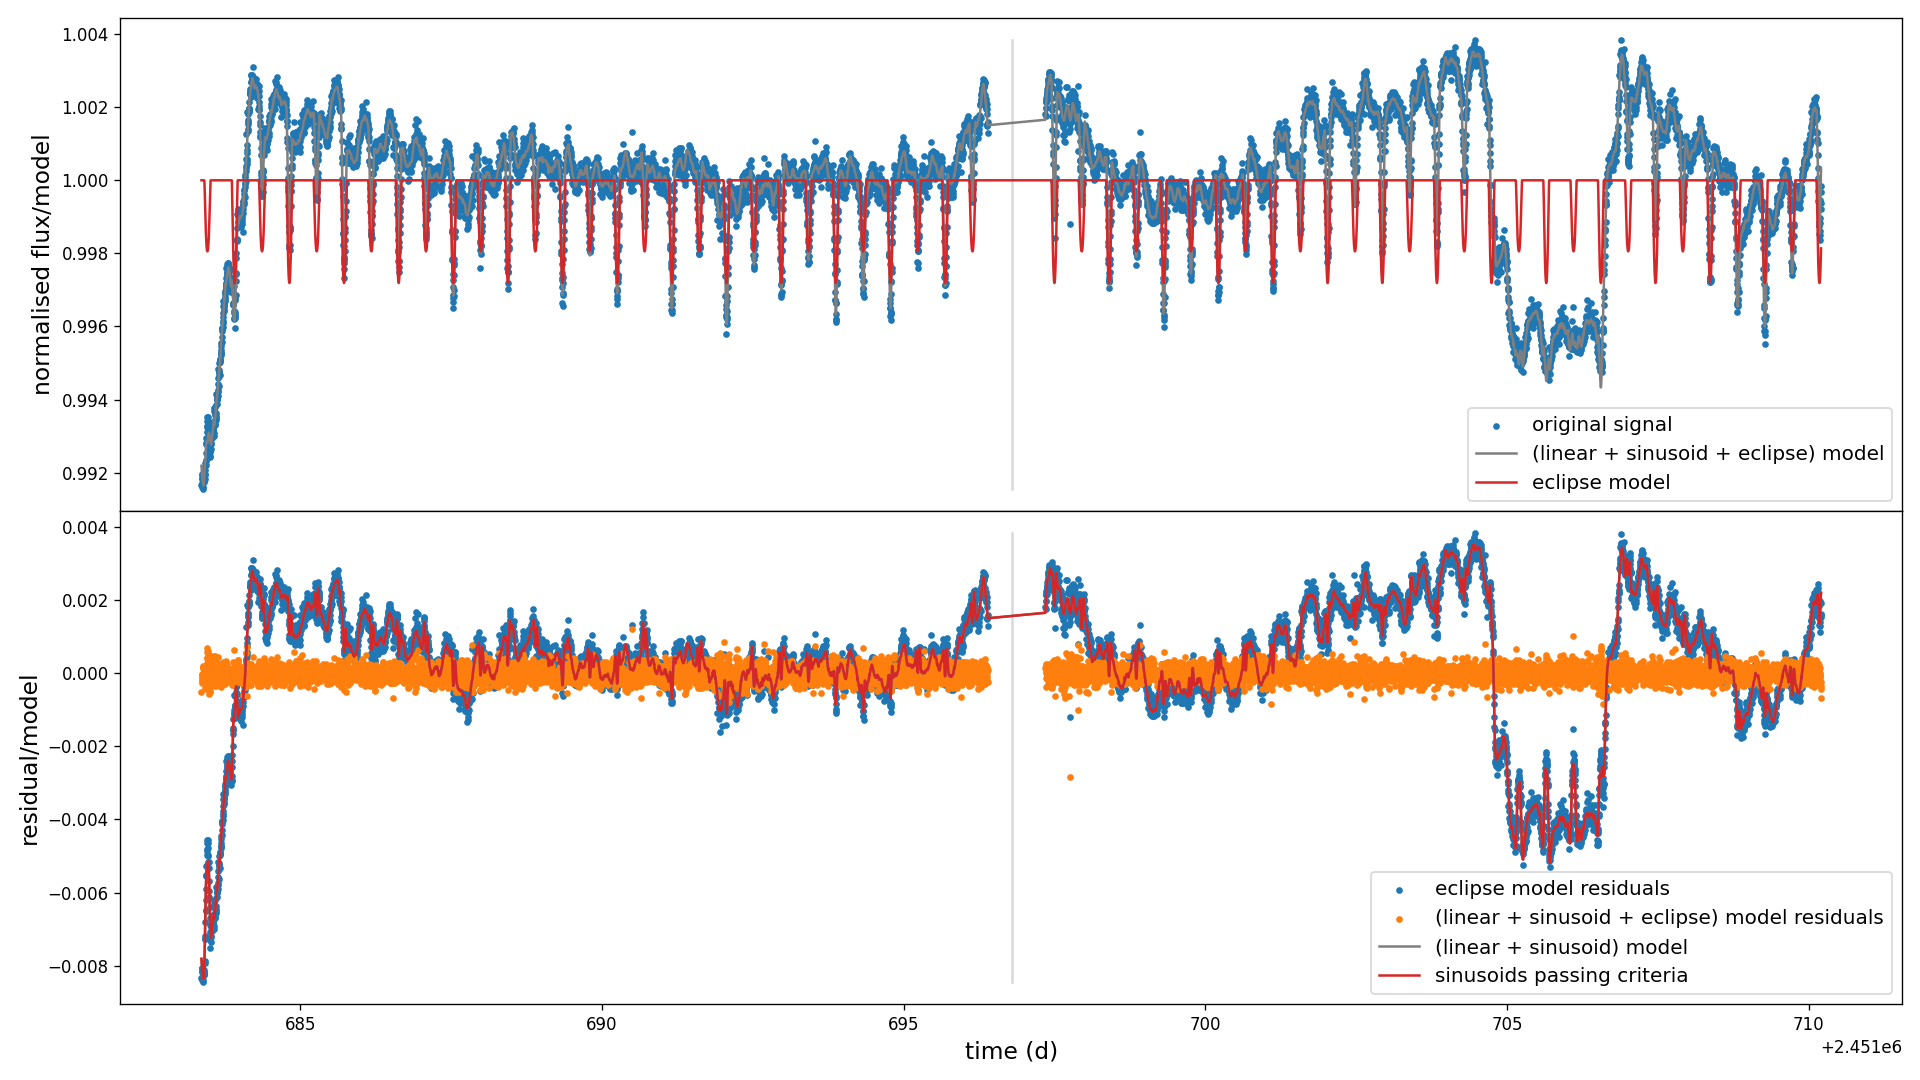 1.004
1.002
1.000
0.998
0.996
0.994
0.992
normalised flux/model
original signal
(linear + sinusoid + eclipse) model
eclipse model
0.004
0.002
0.000
−0.002
−0.004
−0.006
−0.008
residual/model
eclipse model residuals
(linear + sinusoid + eclipse) model residuals
(linear + sinusoid) model
sinusoids passing criteria
685 690 695 700 705 710
time (d)
+2.451e6